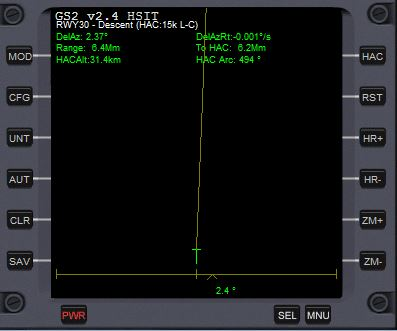 GS2 v2.4 HSIT
RWY30 - Descent (HAC:15k L-C)
DelAz: 2.37° DelAzRt:-0.001°/s
Range: 6.4Mm To HAC: 6.2Mm
HACAlt:31.4km HAC Arc: 494 °
MOD HAC
CFG RST
UNT HR+
AUT HR-
CLR ZM+
SAV ZM-
2.4 °
PWR SEL MNU